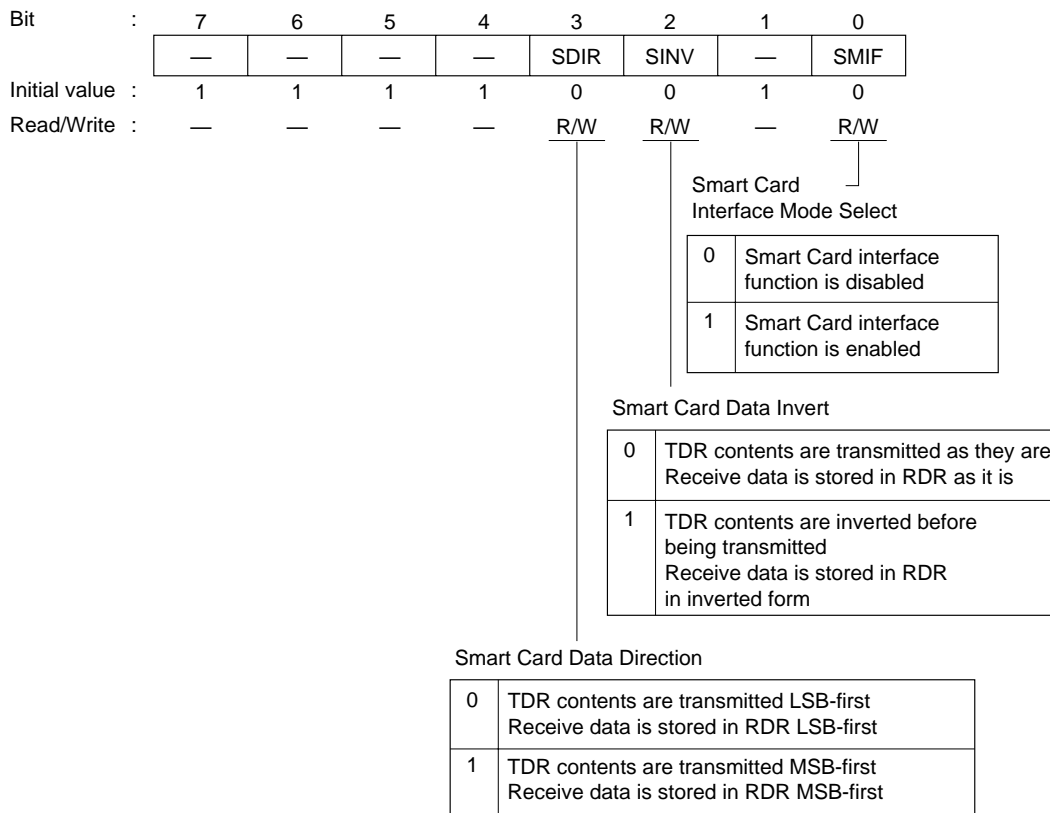 Bit : 7 6 5 4 3 2 1 0
— — — — SDIR SINV — SMIF
Initial value : 1 1 1 1 0 0 1 0
Read/Write : — — — — R/W R/W — R/W
Smart Card
Interface Mode Select
0 Smart Card interface
function is disabled
1 Smart Card interface
function is enabled
Smart Card Data Invert
0 TDR contents are transmitted as they are
Receive data is stored in RDR as it is
1 TDR contents are inverted before
being transmitted
Receive data is stored in RDR
in inverted form
Smart Card Data Direction
0 TDR contents are transmitted LSB-first
Receive data is stored in RDR LSB-first
1 TDR contents are transmitted MSB-first
Receive data is stored in RDR MSB-first